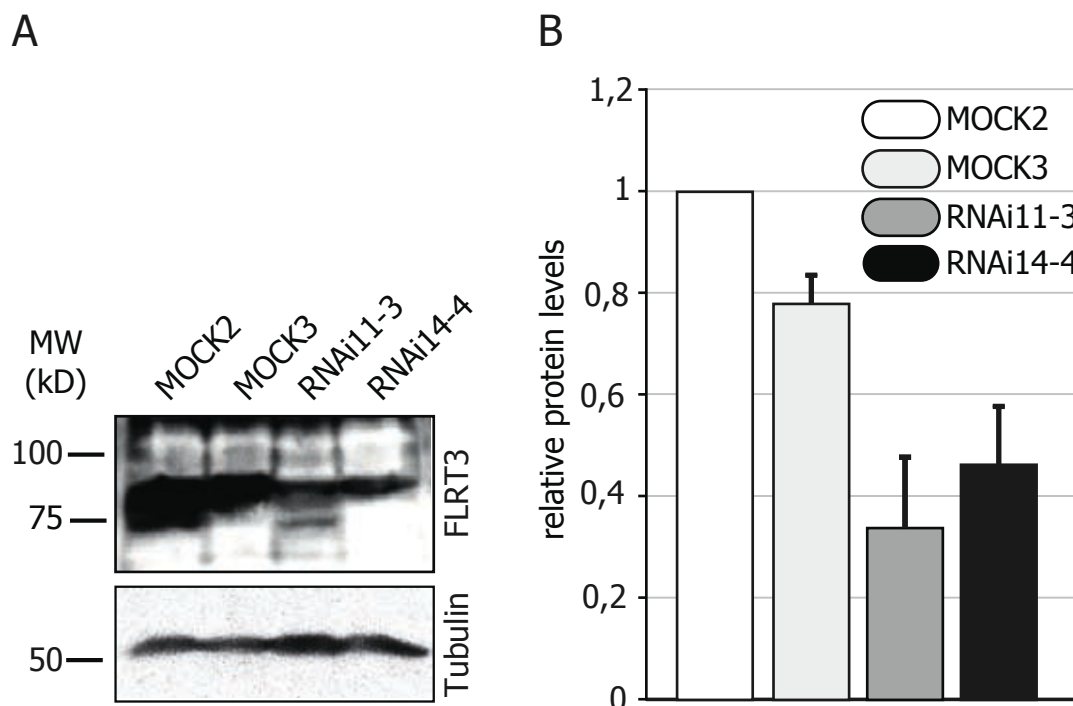 A
MW
(kD)
MOCK2
MOCK3
RNAi11-3
RNAi14-4
100
75
FLRT3
50
Tubulin
B
relative protein levels
1,2
1
0,8
0,6
0,4
0,2
0
MOCK2
MOCK3
RNAi11-3
RNAi14-4